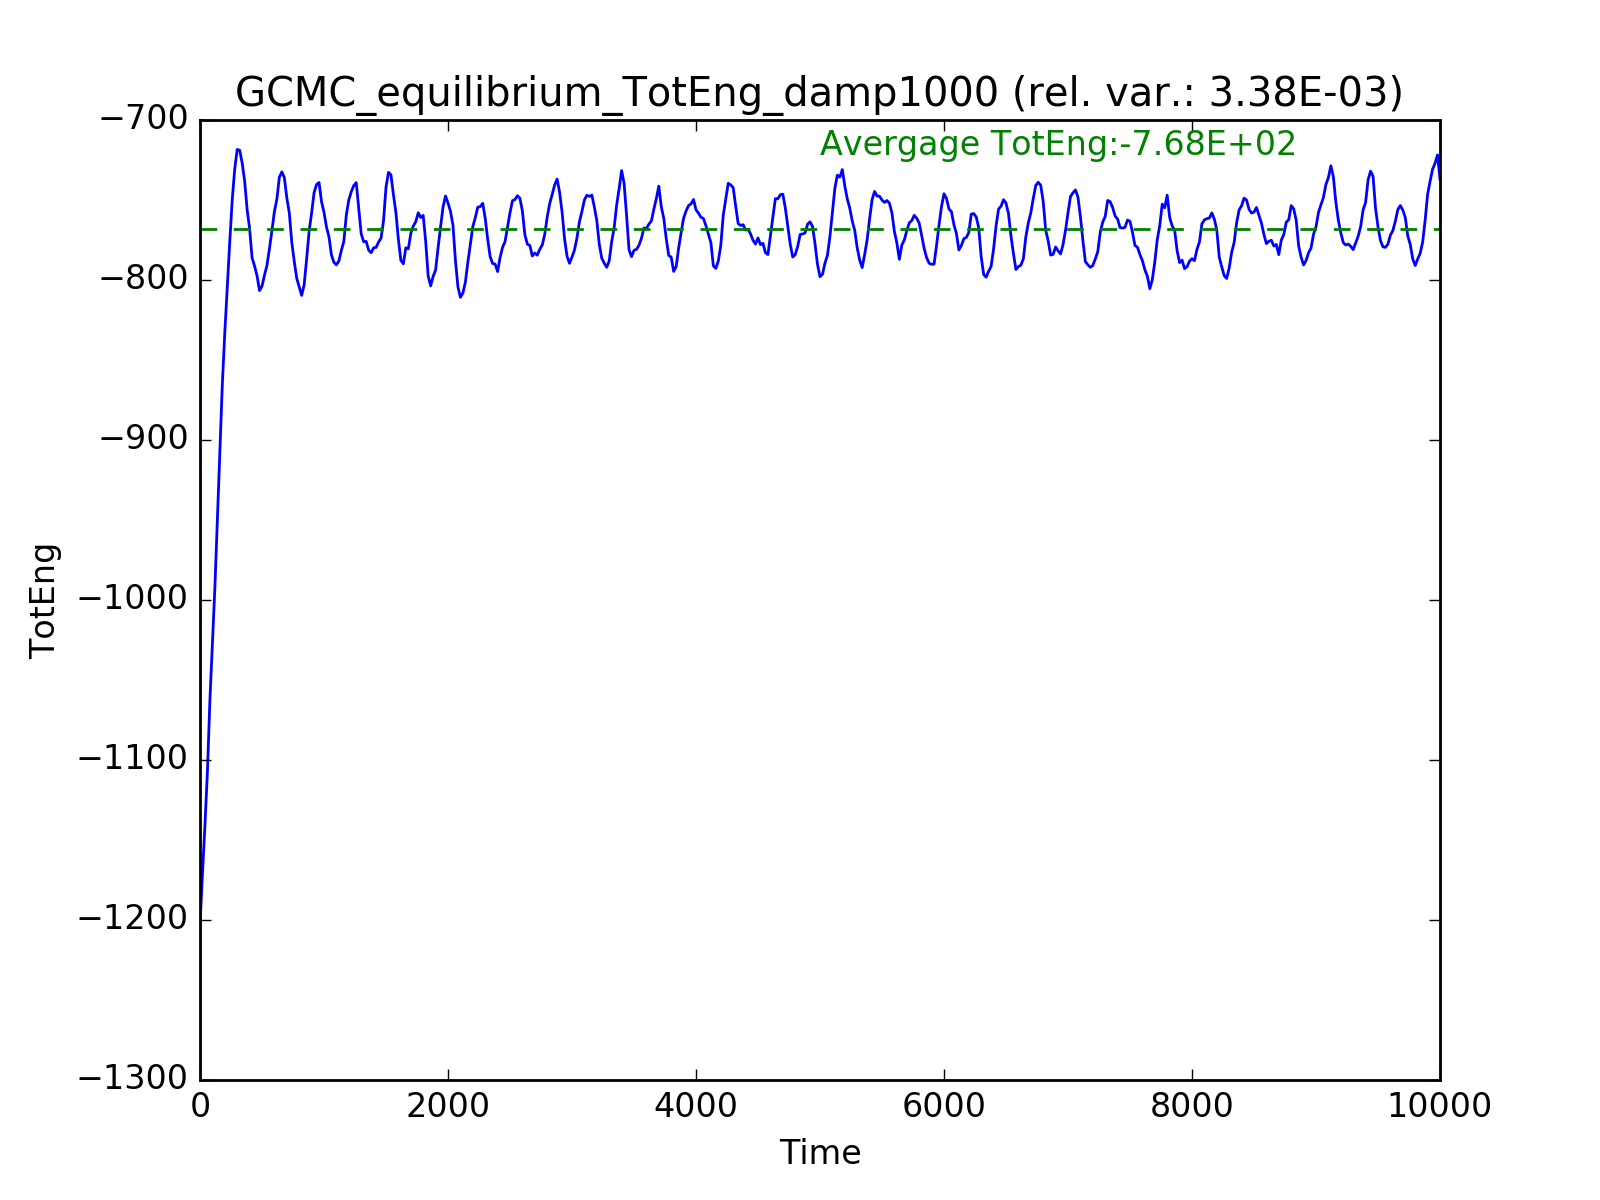 GCMC_equilibrium_TotEng_damp1000 (rel. var.: 3.38E-03)
Avergage TotEng:-7.68E+02
−700
−800
−900
−1000
−1100
−1200
−1300
TotEng
0 2000 4000 6000 8000 10000
Time